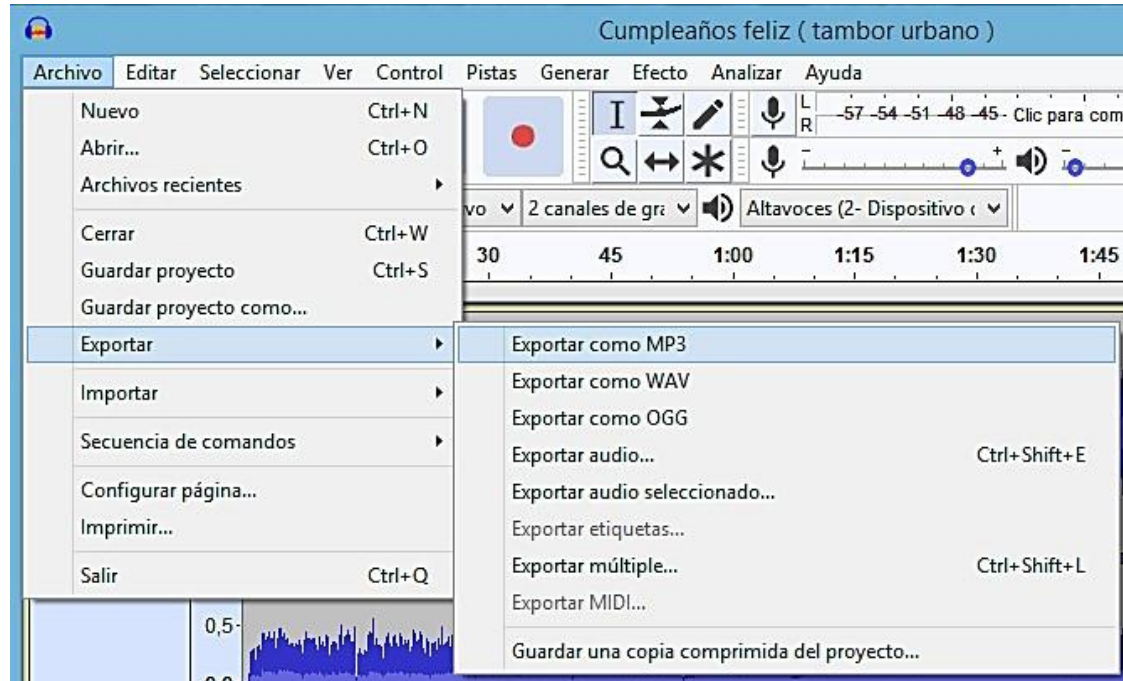 Cumpleaños feliz ( tambor urbano )
Archivo Editar Seleccionar Ver Control Pistas Generar Efecto Analizar Ayuda
Nuevo Ctrl+N
Abrir... Ctrl+O
Archivos recientes
Cerrar Ctrl+W
Guardar proyecto Ctrl+S
Guardar proyecto como...
Exportar
Importar
Secuencia de comandos
Configurar página...
Imprimir...
Salir Ctrl+Q
L
R
-57 -54 -51 -48 -45 Clic para com
vo 2 canales de gra Altavoces (2- Dispositivo
30 45 1:00 1:15 1:30 1:45
Exportar como MP3
Exportar como WAV
Exportar como OGG
Exportar audio... Ctrl+Shift+E
Exportar audio seleccionado...
Exportar etiquetas...
Exportar múltiple... Ctrl+Shift+L
Exportar MIDI...
Guardar una copia comprimida del proyecto...
0,5-